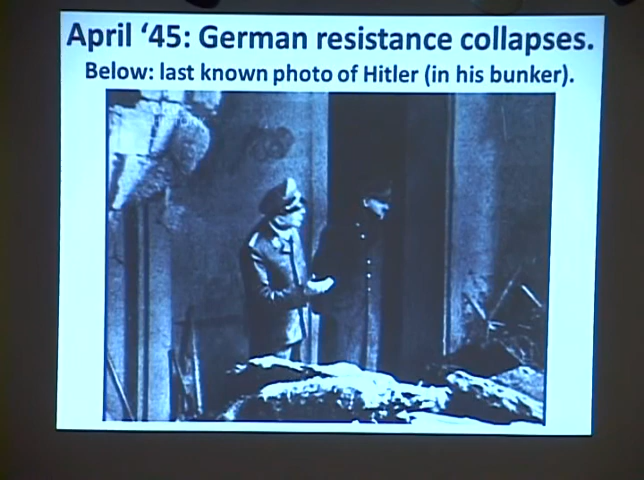 April ‘45: German resistance collapses.
Below: last known photo of Hitler (in his bunker).